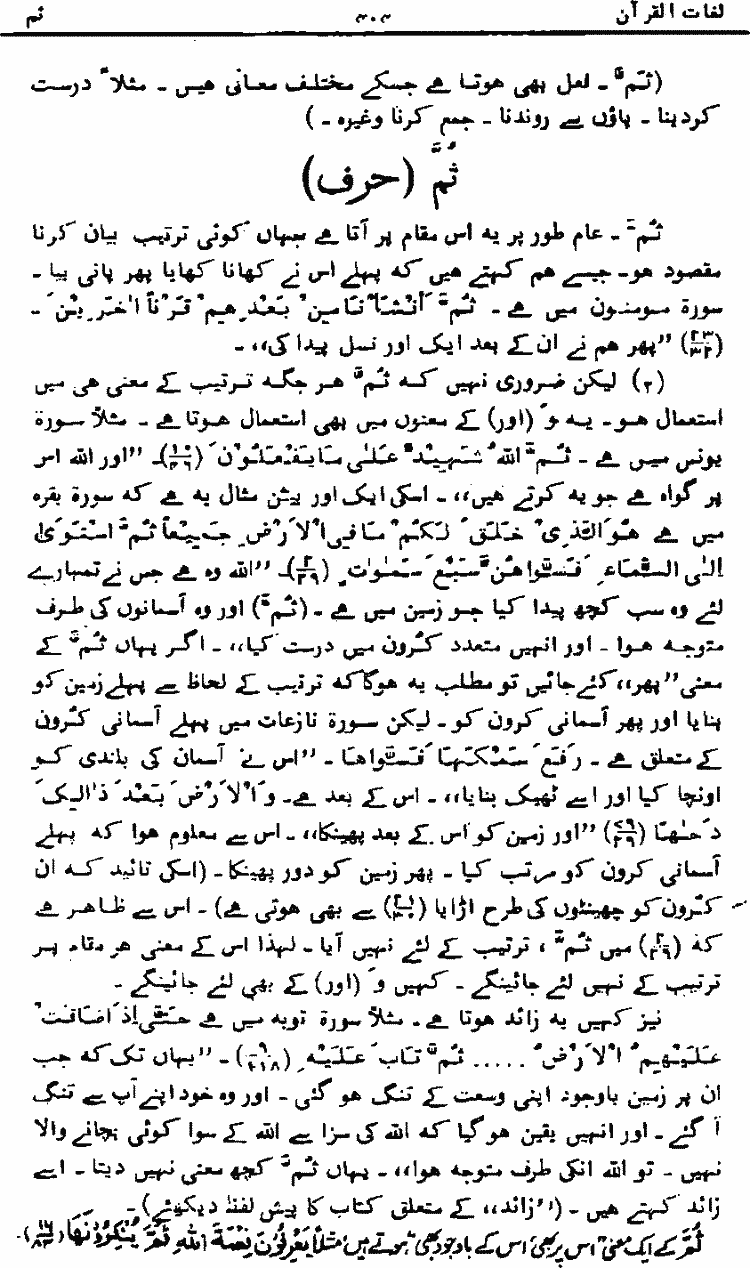 لغات القرآن ۴۰۳ ثم
(ثَمَّ - فعل بھی ہوتا ہے جسکے مختلف معانی ہیں - مثلاً درست
کردینا - پاؤں سے روندنا - جمع کرنا وغیرہ - )
ثُمَّ (حرف)
ثُمَّ - عام طور پر یہ اس مقام پر آتا ہے جہاں کوئی ترتیب بیان کرنا
مقصود ہو - جیسے ہم کہتے ہیں کہ پہلے اس نے کھانا کھایا پھر پانی پیا -
سورۃ مومنون میں ہے - ثُمَّ اَنْشَأْنَا مِنْ بَعْدِھِمْ قَرْنًا اٰخَرِیْنَ -
(۲۳/۳۲) ”پھر ہم نے ان کے بعد ایک اور نسل پیدا کی“ -
(۲) لیکن ضروری نہیں کہ ثُمَّ ہر جگہ ترتیب کے معنی ہی میں
استعمال ہو - یہ وَ (اور) کے معنوں میں بھی استعمال ہوتا ہے - مثلاً سورۃ
یونس میں ہے - ثُمَّ اللہُ شَہِیْدٌ عَلٰی مَا یَفْعَلُوْنَ (۱۰/۴۶) - ”اور اللہ اس
پر گواہ ہے جو یہ کرتے ہیں“ - اسکی ایک اور بیّن مثال یہ ہے کہ سورۃ بقرہ
میں ہے ھُوَ الَّذِیْ خَلَقَ لَکُمْ مَا فِی الْاَرْضِ جَمِیْعًا ثُمَّ اسْتَوٰی
اِلَی السَّمَاءِ فَسَوَّاھُنَّ سَبْعَ سَمٰوٰتٍ (۲/۲۹) - ”اللہ وہ ہے جس نے تمہارے
لئے وہ سب کچھ پیدا کیا جو زمین میں ہے - (ثُمَّ) اور وہ آسمانوں کی طرف
متوجہ ہوا - اور انہیں متعدد کُروں میں درست کیا“ - اگر یہاں ثُمَّ کے
معنی ”پھر“ کئے جائیں تو مطلب یہ ہوگا کہ ترتیب کے لحاظ سے پہلے زمین کو
بنایا اور پھر آسمانی کروں کو - لیکن سورۃ نازعات میں پہلے آسمانی کُروں
کے متعلق ہے - رَفَعَ سَمْکَہَا فَسَوَّاھَا - ”اس نے آسمان کی بلندی کو
اونچا کیا اور اسے ٹھیک بنایا“ - اس کے بعد ہے - وَالْاَرْضَ بَعْدَ ذٰلِکَ
دَحٰھَا (۷۹/۲۹) ”اور زمین کو اس کے بعد پھینکا“ - اس سے معلوم ہوا کہ پہلے
آسمانی کروں کو مرتب کیا - پھر زمین کو دور پھینکا - (اسکی تائید کہ ان
کُروں کو چھینٹوں کی طرح اڑایا سے بھی ہوتی ہے) - اس سے ظاہر ہے
کہ (۲/۲۹) میں ثُمَّ ، ترتیب کے لئے نہیں آیا - لہذا اس کے معنی ہر مقام پر
ترتیب کے نہیں لئے جائینگے - کہیں وَ (اور) کے بھی لئے جائینگے -
نیز کہیں یہ زائد ہوتا ہے - مثلاً سورۃ توبہ میں ہے حَتّٰی اِذَا ضَاقَتْ
عَلَیْہِمُ الْاَرْضُ ..... ثُمَّ تَابَ عَلَیْہِمْ (۹/۱۱۸) - ”یہاں تک کہ جب
ان پر زمین باوجود اپنی وسعت کے تنگ ہو گئی - اور وہ خود اپنے آپ سے تنگ
آ گئے - اور انہیں یقین ہو گیا کہ اللہ کی سزا سے اللہ کے سوا کوئی بچانے والا
نہیں - تو اللہ انکی طرف متوجہ ہوا“ - یہاں ثُمَّ کچھ معنی نہیں دیتا - اسے
زائد کہتے ہیں - (”زائد“ کے متعلق کتاب کا پیش لفظ دیکھئے) -
ثُمَّ کے ایک معنی ”اس پر بھی، اس کے باوجود بھی“ ہوتے ہیں مثلاً یَعْرِفُوْنَ نِعْمَۃَ اللہِ ثُمَّ یُنْکِرُوْنَہَا (۱۶/۸۳) -